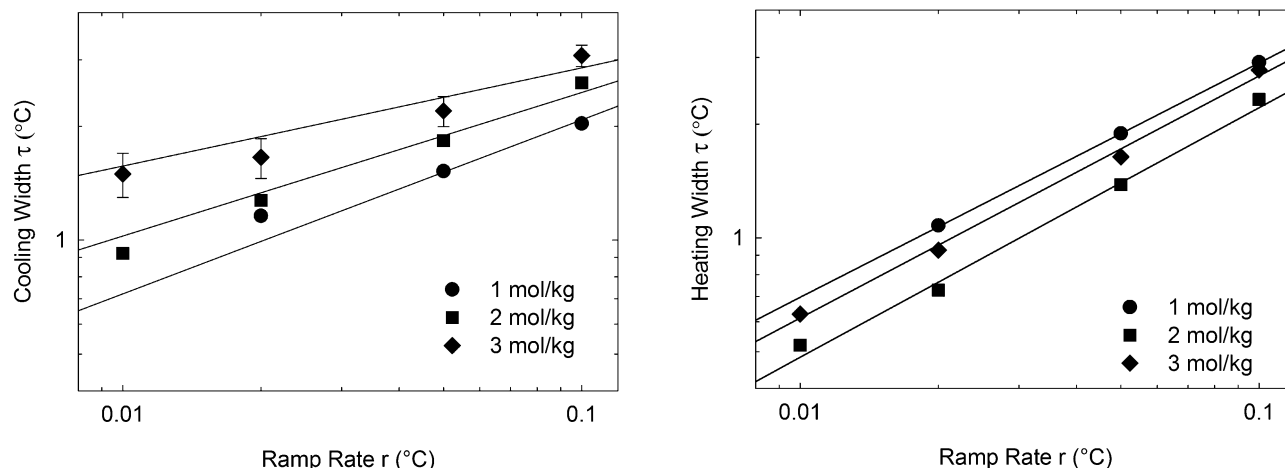 Cooling Width τ (°C)
1
1 mol/kg
2 mol/kg
3 mol/kg
0.01
0.1
Ramp Rate r (°C)
Heating Width τ (°C)
1
1 mol/kg
2 mol/kg
3 mol/kg
0.01
0.1
Ramp Rate r (°C)